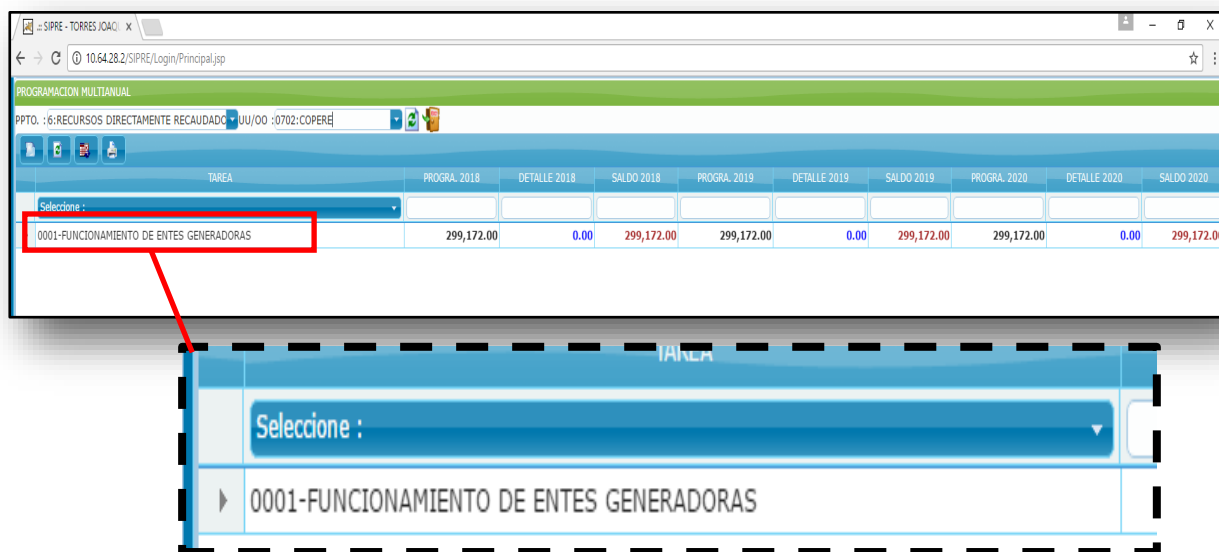 .:: SIPRE - TORRES JOAQU
10.64.28.2/SIPRE/Login/Principal.jsp
PROGRAMACION MULTIANUAL
PPTO. : 6:RECURSOS DIRECTAMENTE RECAUDADO UU/OO : 0702:COPERE
TAREA PROGRA. 2018 DETALLE 2018 SALDO 2018 PROGRA. 2019 DETALLE 2019 SALDO 2019 PROGRA. 2020 DETALLE 2020 SALDO 2020
Seleccione :
0001-FUNCIONAMIENTO DE ENTES GENERADORAS 299,172.00 0.00 299,172.00 299,172.00 0.00 299,172.00 299,172.00 0.00 299,172.0
TAREA
Seleccione :
0001-FUNCIONAMIENTO DE ENTES GENERADORAS